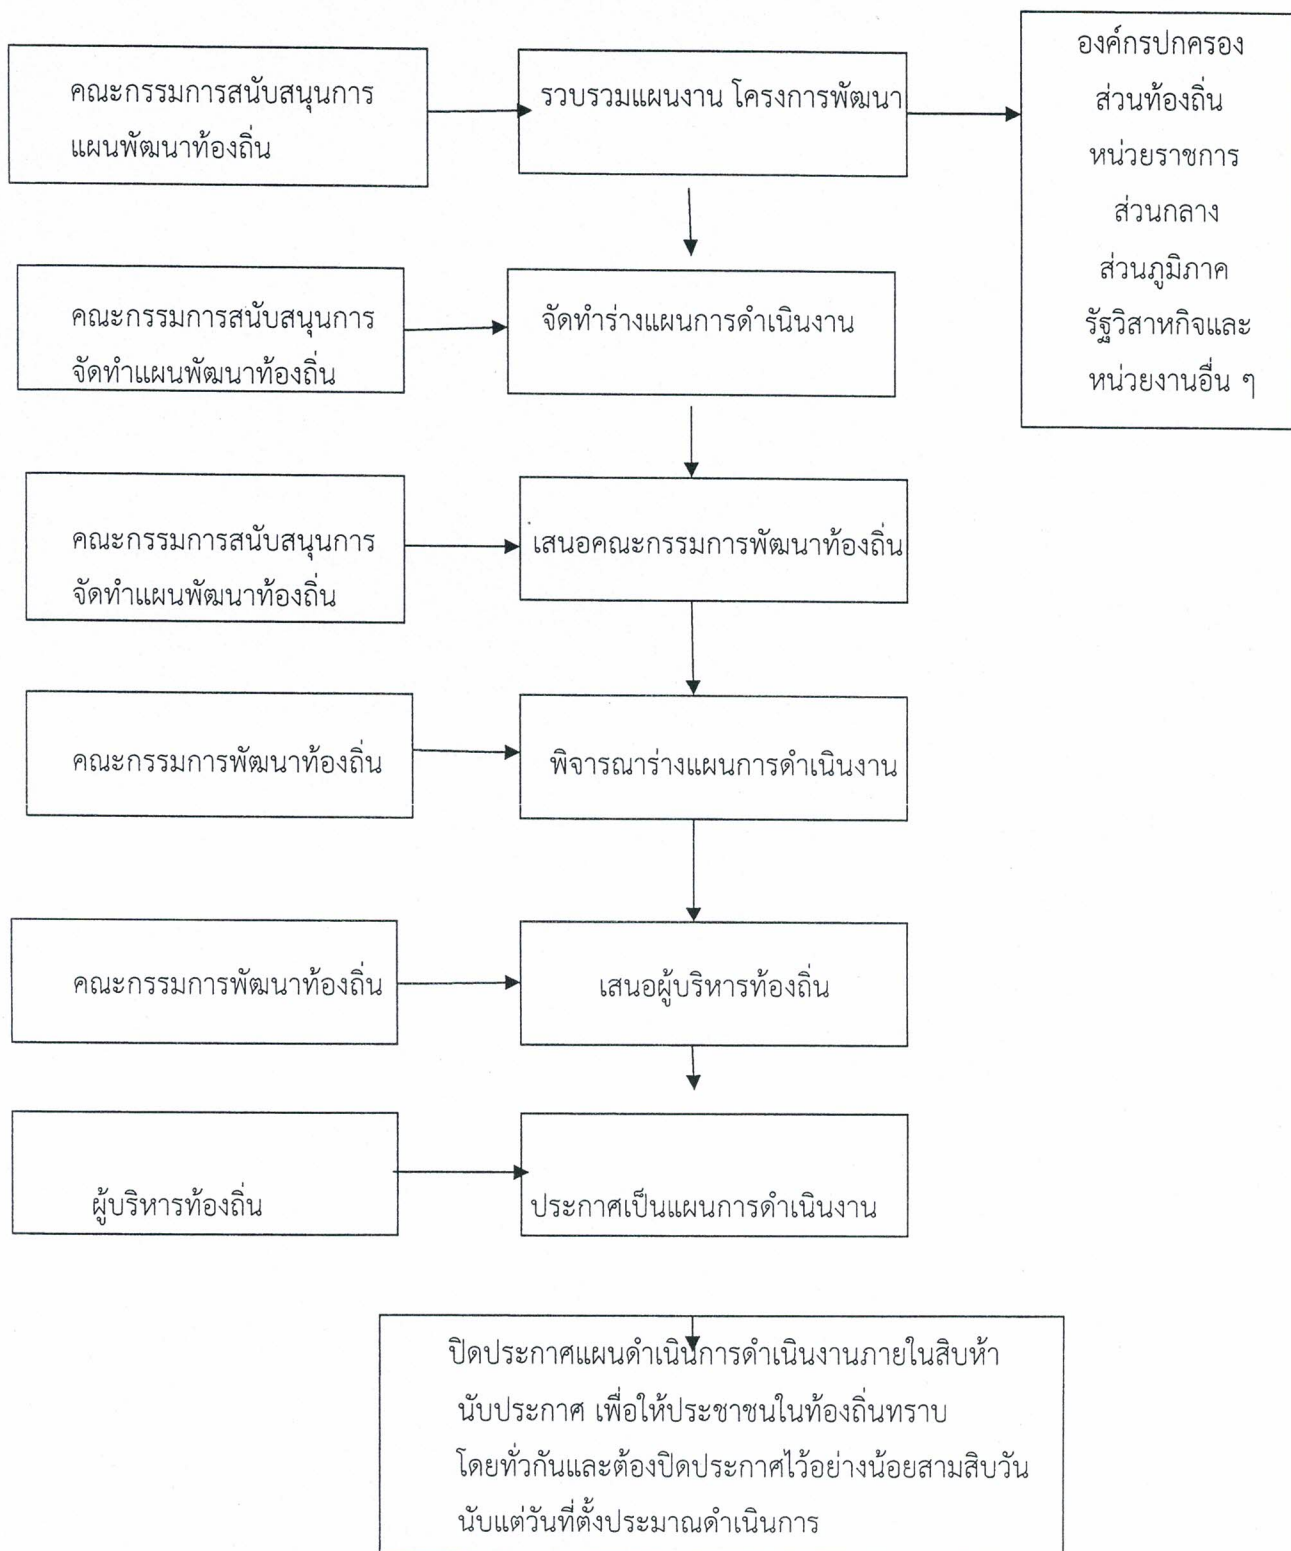 คณะกรรมการสนับสนุนการ
แผนพัฒนาท้องถิ่น
รวบรวมแผนงาน โครงการพัฒนา
องค์กรปกครอง
ส่วนท้องถิ่น
หน่วยราชการ
ส่วนกลาง
ส่วนภูมิภาค
รัฐวิสาหกิจและ
หน่วยงานอื่น ๆ
คณะกรรมการสนับสนุนการ
จัดทำแผนพัฒนาท้องถิ่น
จัดทำร่างแผนการดำเนินงาน
คณะกรรมการสนับสนุนการ
จัดทำแผนพัฒนาท้องถิ่น
เสนอคณะกรรมการพัฒนาท้องถิ่น
คณะกรรมการพัฒนาท้องถิ่น
พิจารณาร่างแผนการดำเนินงาน
คณะกรรมการพัฒนาท้องถิ่น
เสนอผู้บริหารท้องถิ่น
ผู้บริหารท้องถิ่น
ประกาศเป็นแผนการดำเนินงาน
ปิดประกาศแผนดำเนินการดำเนินงานภายในสิบห้า
นับประกาศ เพื่อให้ประชาชนในท้องถิ่นทราบ
โดยทั่วกันและต้องปิดประกาศไว้อย่างน้อยสามสิบวัน
นับแต่วันที่ตั้งประมาณดำเนินการ